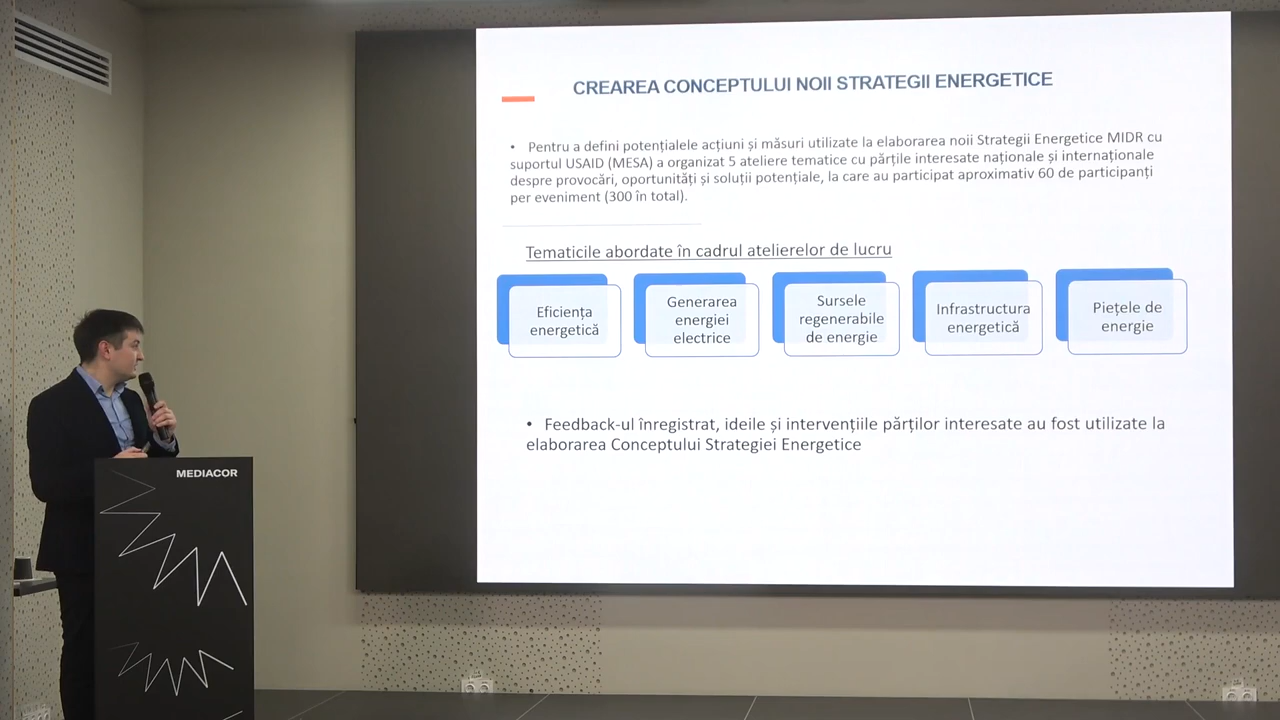 CREAREA CONCEPTULUI NOII STRATEGII ENERGETICE
• Pentru a defini potențialele acțiuni și măsuri utilizate la elaborarea noii Strategii Energetice MIDR cu
suportul USAID (MESA) a organizat 5 ateliere tematice cu părțile interesate naționale și internaționale
despre provocări, oportunități și soluții potențiale, la care au participat aproximativ 60 de participanți
per eveniment (300 în total).
Tematicile abordate în cadrul atelierelor de lucru
Eficiența
energetică
Generarea
energiei
electrice
Sursele
regenerabile
de energie
Infrastructura
energetică
Piețele de
energie
• Feedback-ul înregistrat, ideile și intervențiile părților interesate au fost utilizate la
elaborarea Conceptului Strategiei Energetice
MEDIACOR